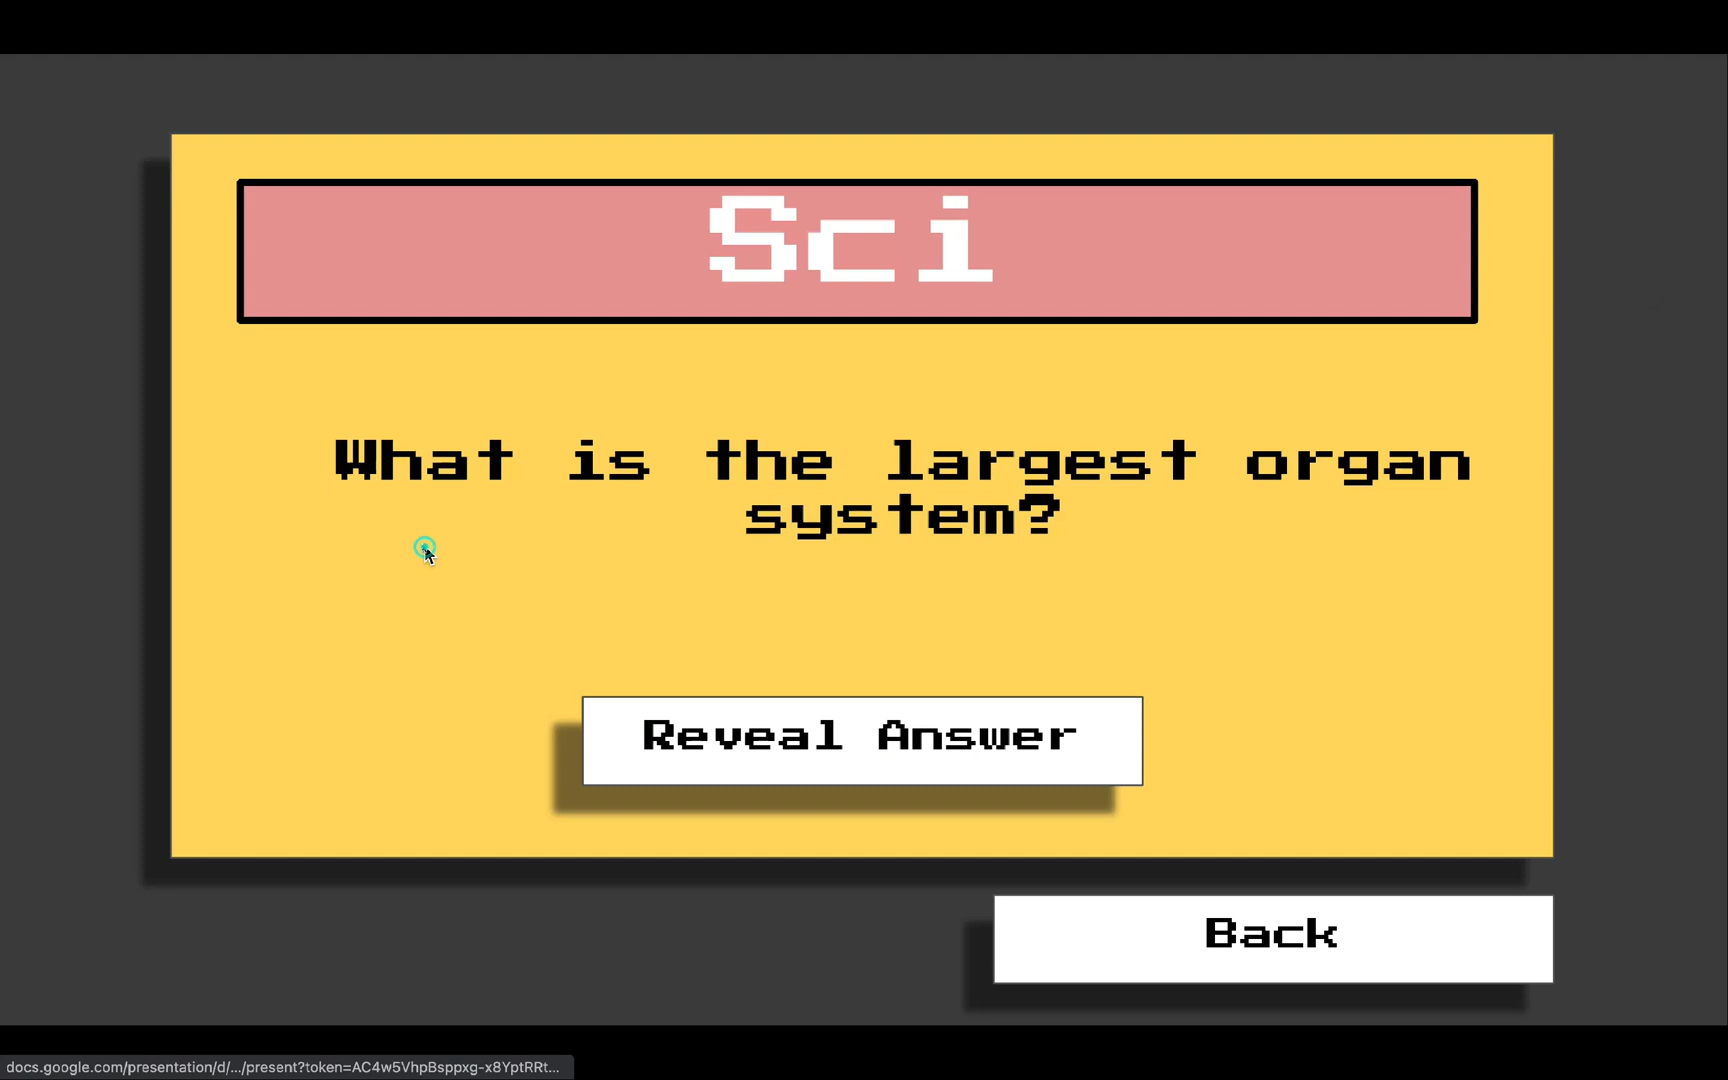 Sci
What is the largest organ
system?
Reveal Answer
Back
docs.google.com/presentation/d/.../present?token=AC4w5VhpBsppxg-x8YptRRt...